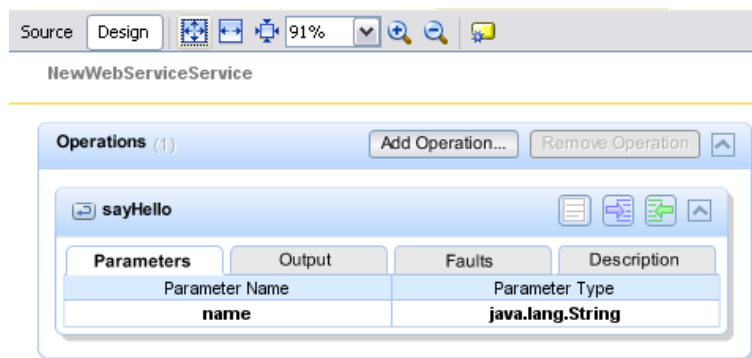 Source Design 91%
NewWebServiceService
Operations (1) Add Operation... Remove Operation
sayHello
Parameters Output Faults Description
Parameter Name Parameter Type
name java.lang.String